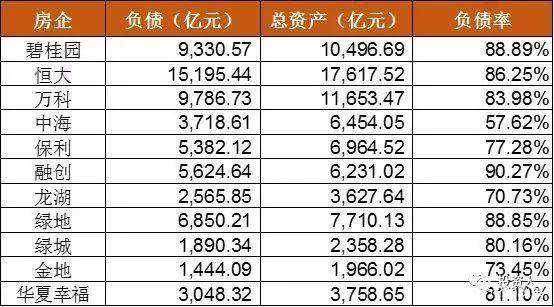 房企 负债（亿元） 总资产（亿元） 负债率
碧桂园 9,330.57 10,496.69 88.89%
恒大 15,195.44 17,617.52 86.25%
万科 9,786.73 11,653.47 83.98%
中海 3,718.61 6,454.05 57.62%
保利 5,382.12 6,964.52 77.28%
融创 5,624.64 6,231.02 90.27%
龙湖 2,565.85 3,627.64 70.73%
绿地 6,850.21 7,710.13 88.85%
绿城 1,890.34 2,358.28 80.16%
金地 1,444.09 1,966.02 73.45%
华夏幸福 3,048.32 3,758.65 81.10%